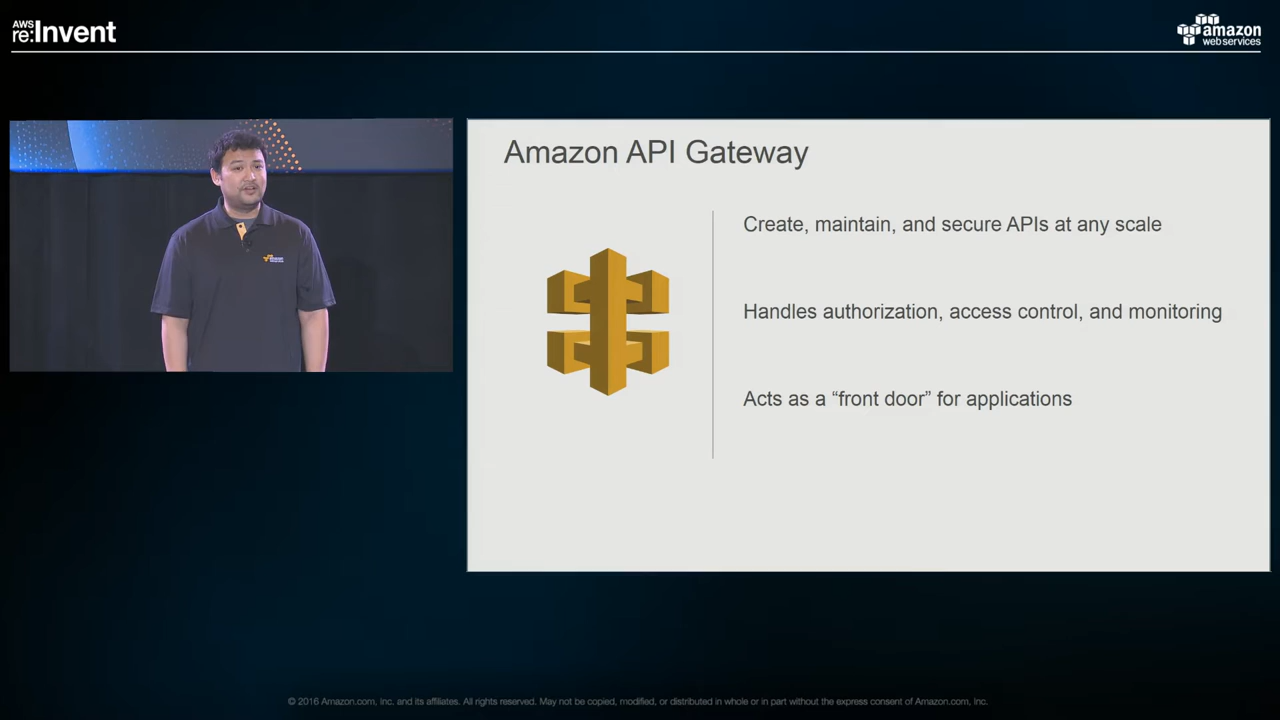 AWS
re:Invent
amazon
web services
Amazon API Gateway
Create, maintain, and secure APIs at any scale
Handles authorization, access control, and monitoring
Acts as a “front door” for applications
© 2016 Amazon.com, Inc. and its affiliates. All rights reserved. May not be copied, modified, or distributed in whole or in part without the express consent of Amazon.com, Inc.